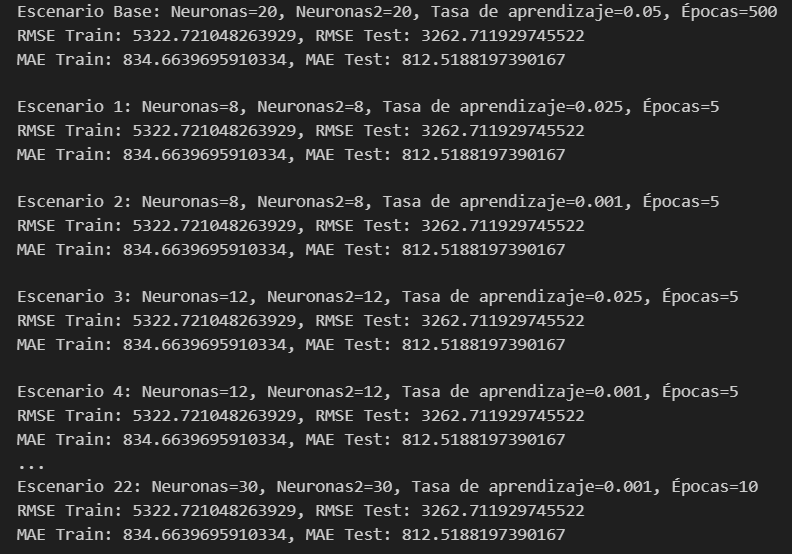 Escenario Base: Neuronas=20, Neuronas2=20, Tasa de aprendizaje=0.05, Épocas=500
RMSE Train: 5322.721048263929, RMSE Test: 3262.711929745522
MAE Train: 834.6639695910334, MAE Test: 812.5188197390167
Escenario 1: Neuronas=8, Neuronas2=8, Tasa de aprendizaje=0.025, Épocas=5
RMSE Train: 5322.721048263929, RMSE Test: 3262.711929745522
MAE Train: 834.6639695910334, MAE Test: 812.5188197390167
Escenario 2: Neuronas=8, Neuronas2=8, Tasa de aprendizaje=0.001, Épocas=5
RMSE Train: 5322.721048263929, RMSE Test: 3262.711929745522
MAE Train: 834.6639695910334, MAE Test: 812.5188197390167
Escenario 3: Neuronas=12, Neuronas2=12, Tasa de aprendizaje=0.025, Épocas=5
RMSE Train: 5322.721048263929, RMSE Test: 3262.711929745522
MAE Train: 834.6639695910334, MAE Test: 812.5188197390167
Escenario 4: Neuronas=12, Neuronas2=12, Tasa de aprendizaje=0.001, Épocas=5
RMSE Train: 5322.721048263929, RMSE Test: 3262.711929745522
MAE Train: 834.6639695910334, MAE Test: 812.5188197390167
...
Escenario 22: Neuronas=30, Neuronas2=30, Tasa de aprendizaje=0.001, Épocas=10
RMSE Train: 5322.721048263929, RMSE Test: 3262.711929745522
MAE Train: 834.6639695910334, MAE Test: 812.5188197390167